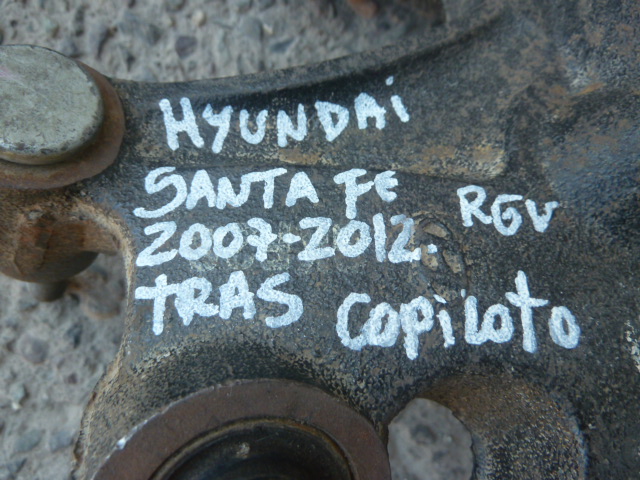 HYUNDAi
SANTA FE
2007-2012. RGV
TRAS COPiLOTO